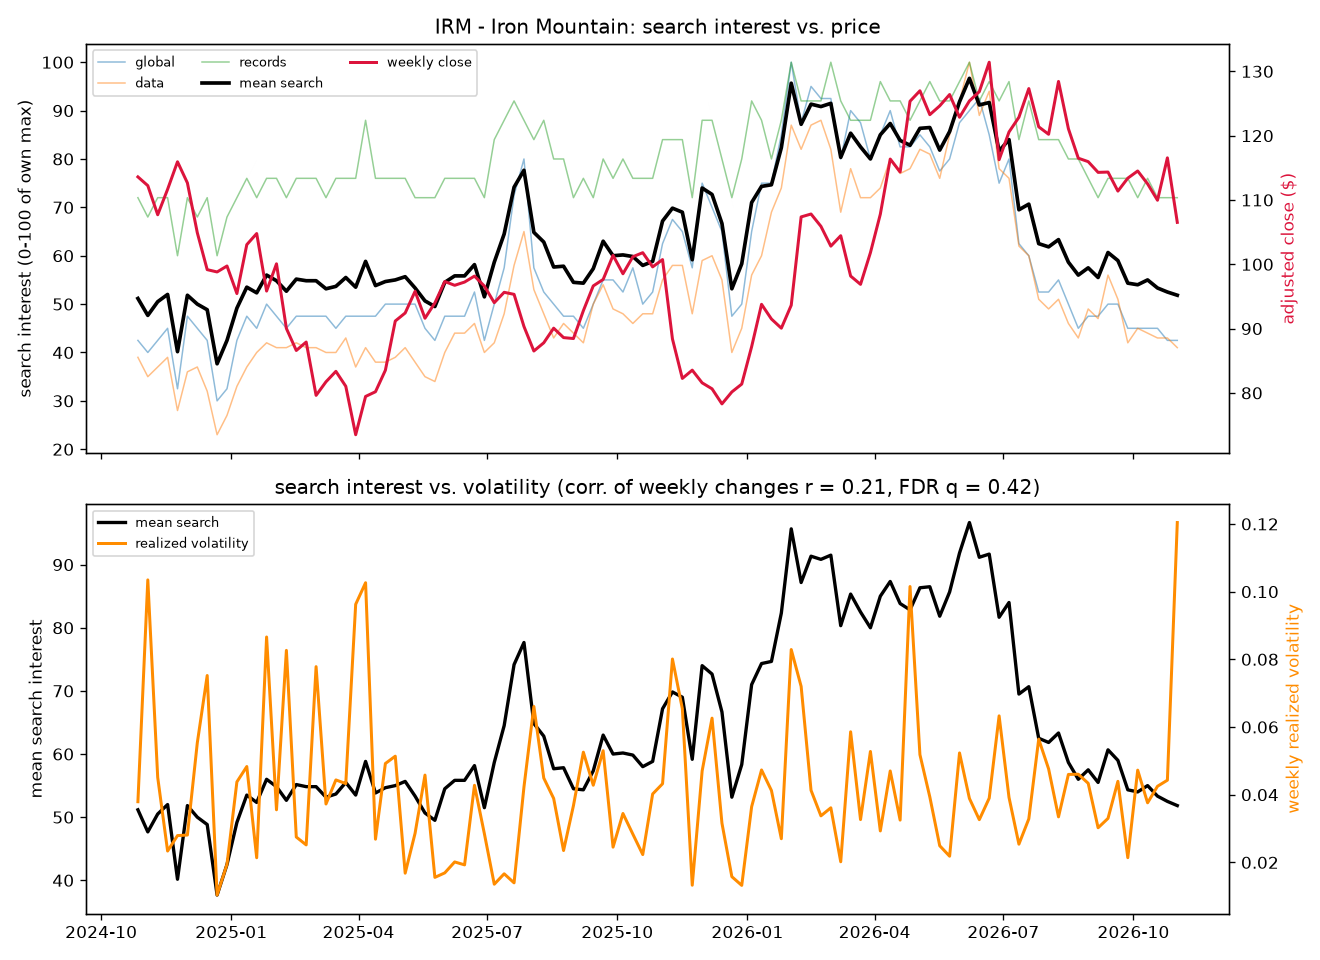 IRM - Iron Mountain: search interest vs. price
global
data
records
mean search
weekly close
search interest (0-100 of own max)
100
90
80
70
60
50
40
30
20
adjusted close ($)
130
120
110
100
90
80
search interest vs. volatility (corr. of weekly changes r = 0.21, FDR q = 0.42)
mean search
realized volatility
mean search interest
90
80
70
60
50
40
weekly realized volatility
0.12
0.10
0.08
0.06
0.04
0.02
2024-10
2025-01
2025-04
2025-07
2025-10
2026-01
2026-04
2026-07
2026-10